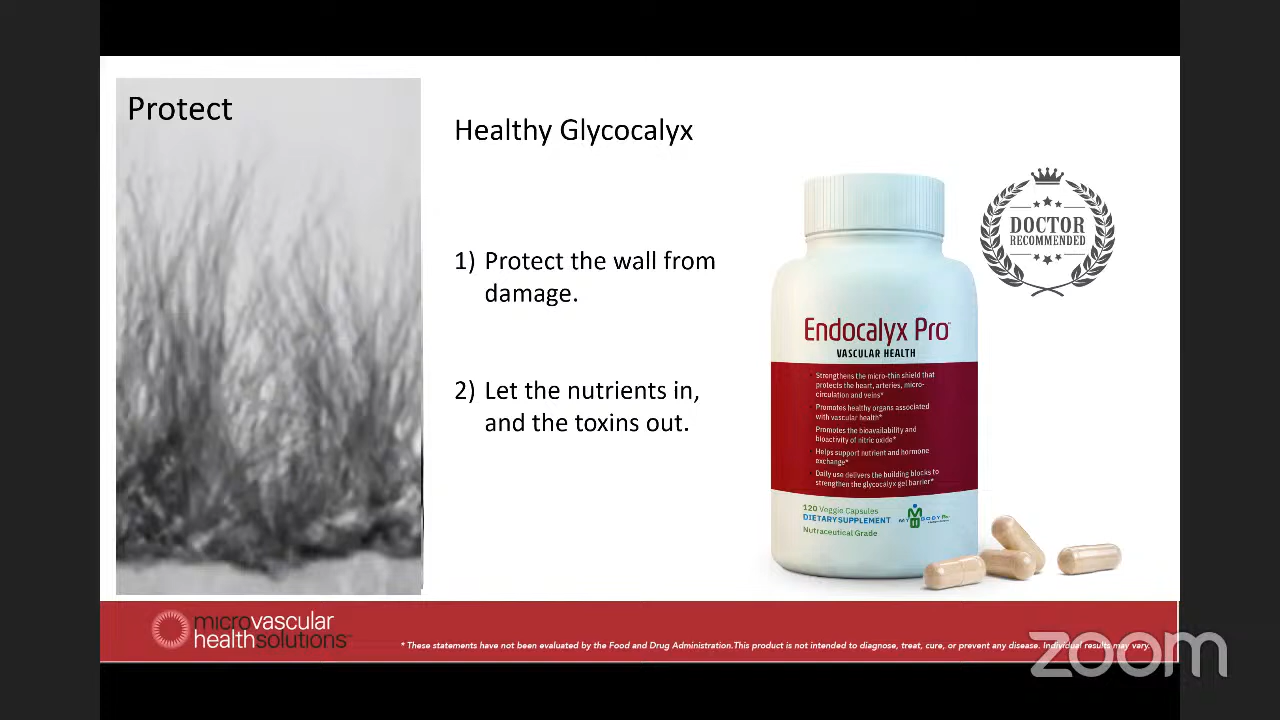 Protect
Healthy Glycocalyx
1) Protect the wall from
damage.
2) Let the nutrients in,
and the toxins out.
DOCTOR
RECOMMENDED
Endocalyx Pro™
VASCULAR HEALTH
Strengthens the micro-thin shield that
protects the heart, arteries, micro-
circulation and veins*
Promotes healthy organs associated
with vascular health*
Promotes the bioavailability and
bioactivity of nitric oxide*
Helps support nutrient and hormone
exchange*
Daily use delivers the building blocks to
strengthen the glycocalyx gel barrier*
120 Veggie Capsules
DIETARY SUPPLEMENT
Nutraceutical Grade
MY BODY Rx
microvascular
healthsolutions™
* These statements have not been evaluated by the Food and Drug Administration.This product is not intended to diagnose, treat, cure, or prevent any disease. Individual results may vary.
zoom